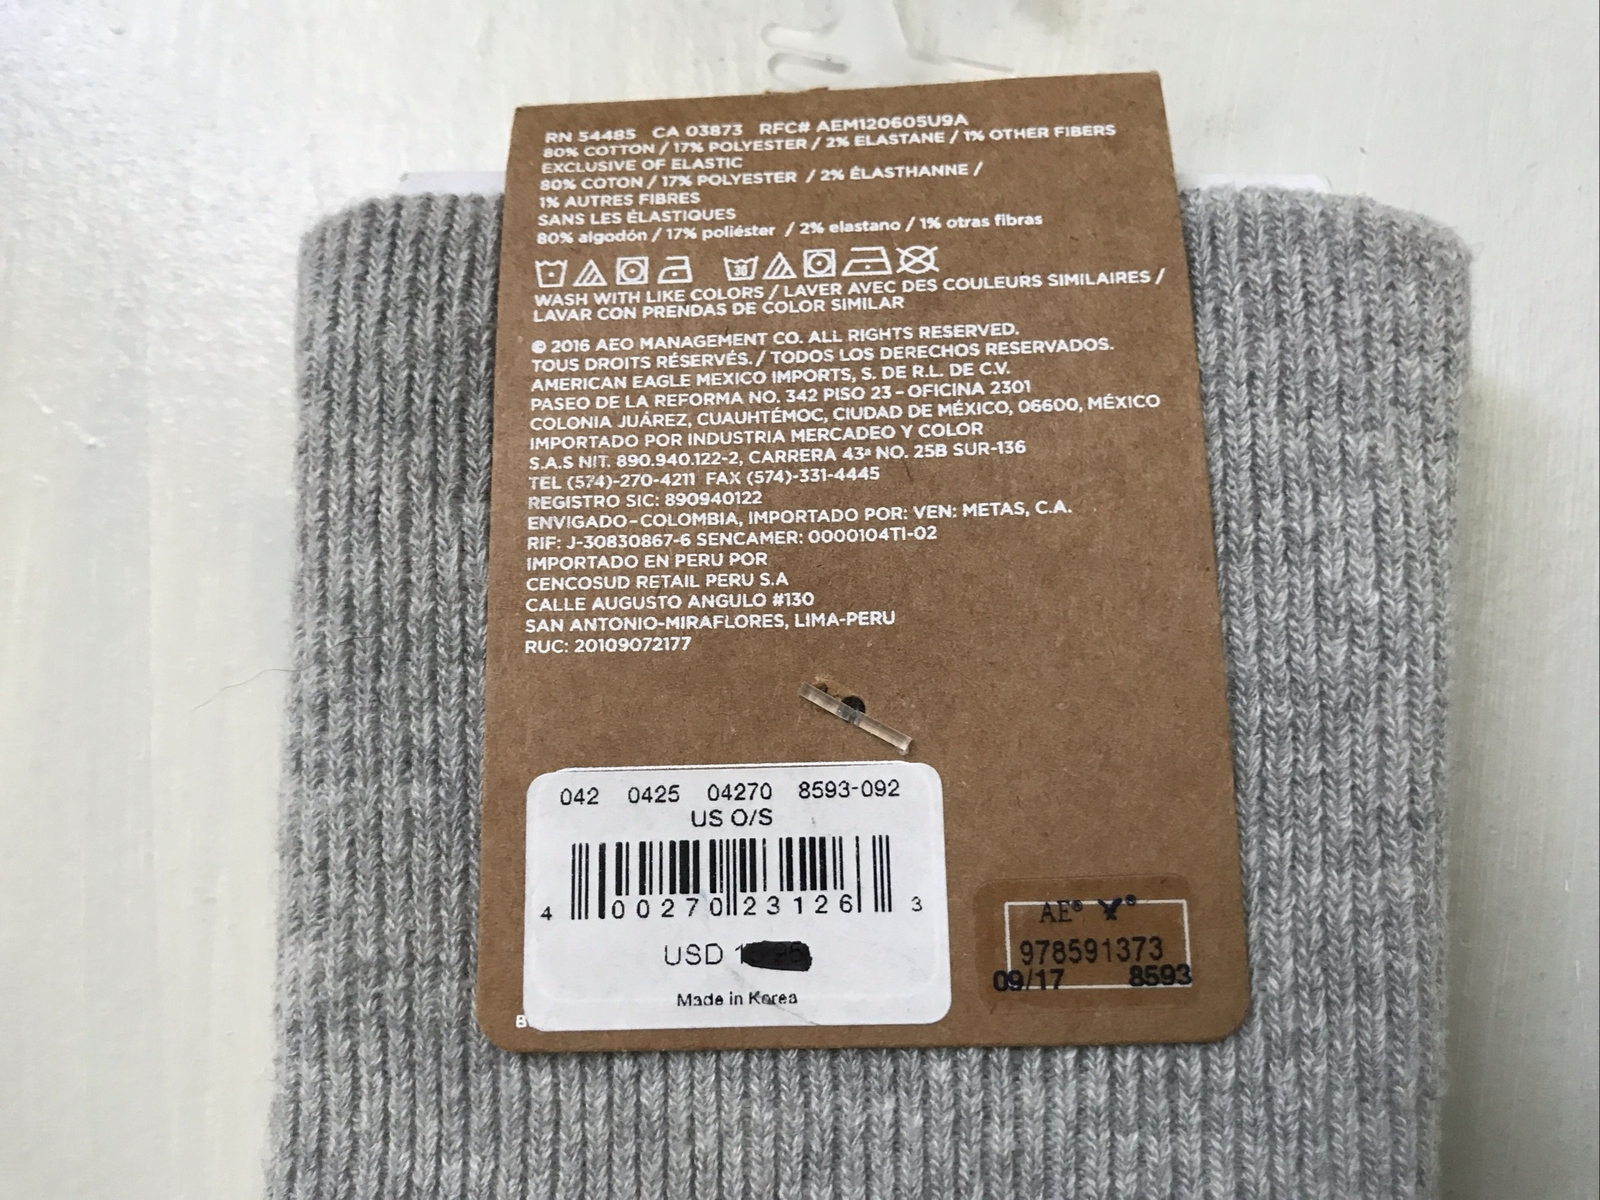 RN 54485 CA 03873 RFC# AEM120605U9A
80% COTTON / 17% POLYESTER / 2% ELASTANE / 1% OTHER FIBERS
EXCLUSIVE OF ELASTIC
80% COTON / 17% POLYESTER / 2% ÉLASTHANNE /
1% AUTRES FIBRES
SANS LES ÉLASTIQUES
80% algodón / 17% poliéster / 2% elastano / 1% otras fibras
30
WASH WITH LIKE COLORS / LAVER AVEC DES COULEURS SIMILAIRES /
LAVAR CON PRENDAS DE COLOR SIMILAR
© 2016 AEO MANAGEMENT CO. ALL RIGHTS RESERVED.
TOUS DROITS RÉSERVÉS. / TODOS LOS DERECHOS RESERVADOS.
AMERICAN EAGLE MEXICO IMPORTS, S. DE R.L. DE C.V.
PASEO DE LA REFORMA NO. 342 PISO 23 - OFICINA 2301
COLONIA JUÁREZ, CUAUHTÉMOC, CIUDAD DE MÉXICO, 06600, MÉXICO
IMPORTADO POR INDUSTRIA MERCADEO Y COLOR
S.A.S NIT. 890.940.122-2, CARRERA 43ª NO. 25B SUR-136
TEL (574)-270-4211 FAX (574)-331-4445
REGISTRO SIC: 890940122
ENVIGADO-COLOMBIA, IMPORTADO POR: VEN: METAS, C.A.
RIF: J-30830867-6 SENCAMER: 0000104TI-02
IMPORTADO EN PERU POR
CENCOSUD RETAIL PERU S.A
CALLE AUGUSTO ANGULO #130
SAN ANTONIO-MIRAFLORES, LIMA-PERU
RUC: 20109072177
042 0425 04270 8593-092
US O/S
4 00270 23126 3
USD
Made in Korea
AE®
978591373
09/17 8593